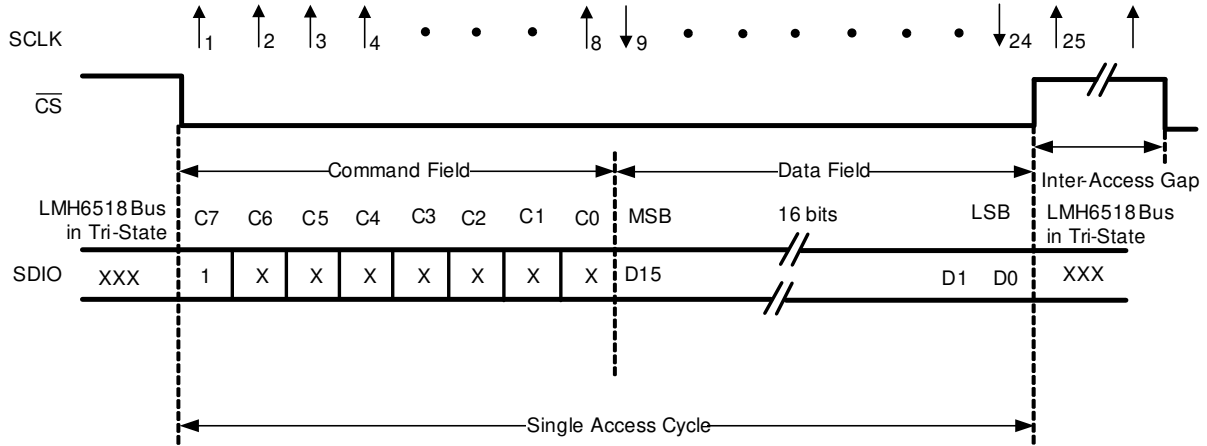 SCLK 1 2 3 4 8 9 24 25
CS
Command Field Data Field
Inter-Access Gap
LMH6518 Bus
in Tri-State
C7 C6 C5 C4 C3 C2 C1 C0 MSB 16 bits LSB
LMH6518 Bus
in Tri-State
SDIO XXX 1 X X X X X X X D15 D1 D0 XXX
Single Access Cycle